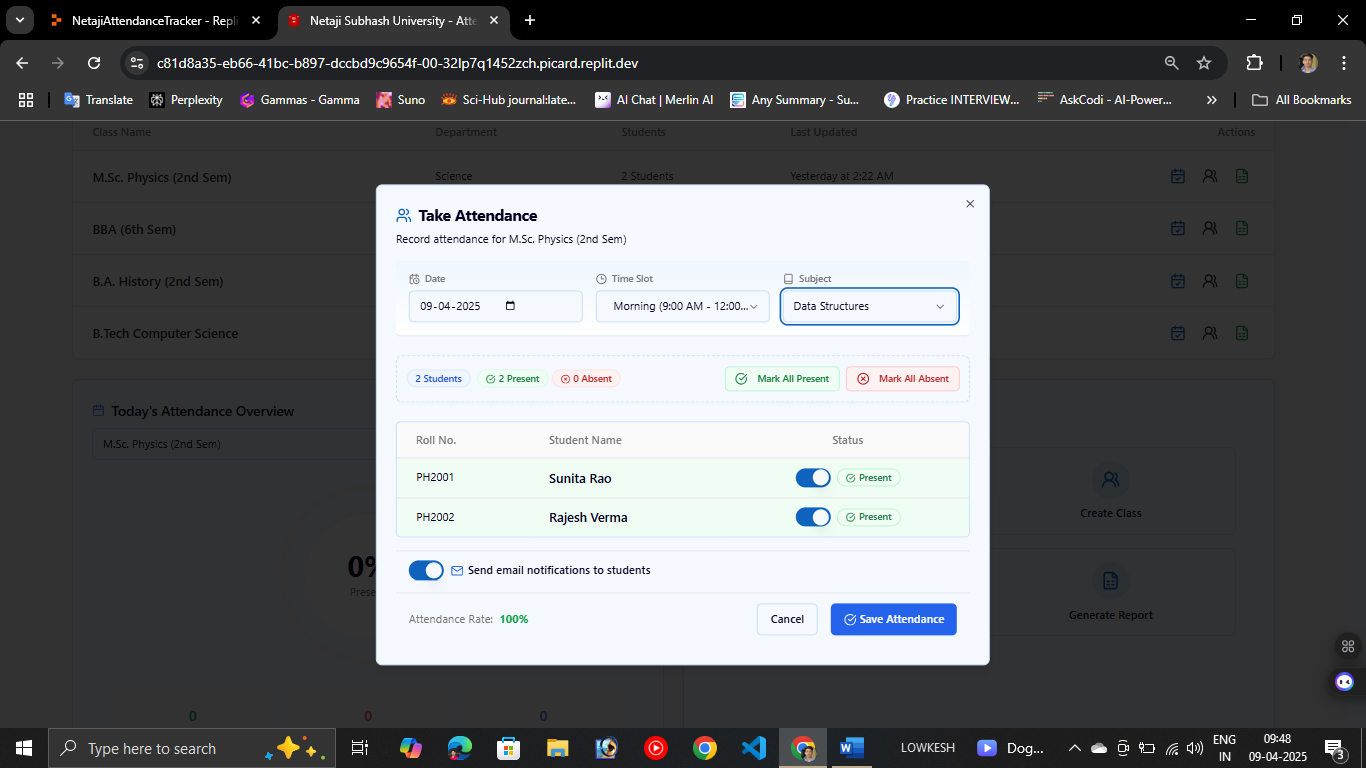 NetajiAttendanceTracker - Repli
Netaji Subhash University - Atte
c81d8a35-eb66-41bc-b897-dccbd9c9654f-00-32lp7q1452zch.picard.replit.dev
Translate
Perplexity
Gammas - Gamma
Suno
Sci-Hub journal:late...
AI Chat | Merlin AI
Any Summary - Su...
Practice INTERVIEW...
AskCodi - AI-Power...
All Bookmarks
Class Name Department Students Last Updated Actions
M.Sc. Physics (2nd Sem) Science 2 Students Yesterday at 2:22 AM
BBA (6th Sem)
B.A. History (2nd Sem)
B.Tech Computer Science
Today's Attendance Overview
M.Sc. Physics (2nd Sem)
0%
0 0 0
Create Class
Generate Report
Take Attendance
Record attendance for M.Sc. Physics (2nd Sem)
Date Time Slot Subject
09-04-2025 Morning (9:00 AM - 12:00... Data Structures
2 Students 2 Present 0 Absent Mark All Present Mark All Absent
Roll No. Student Name Status
PH2001 Sunita Rao Present
PH2002 Rajesh Verma Present
Send email notifications to students
Attendance Rate: 100% Cancel Save Attendance
Type here to search
LOWKESH
Dog...
ENG
IN
09:48
09-04-2025
3